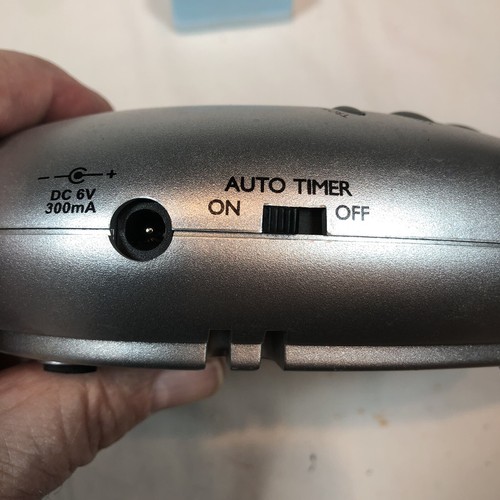 - +
DC 6V
300mA
AUTO TIMER
ON OFF